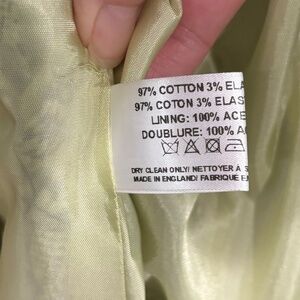 97% COTTON 3% ELA
97% COTON 3% ELAS
LINING: 100% ACE
DOUBLURE: 100% A
DRY CLEAN ONLY/ NETTOYER A S
MADE IN ENGLAND/ FABRIQUE E